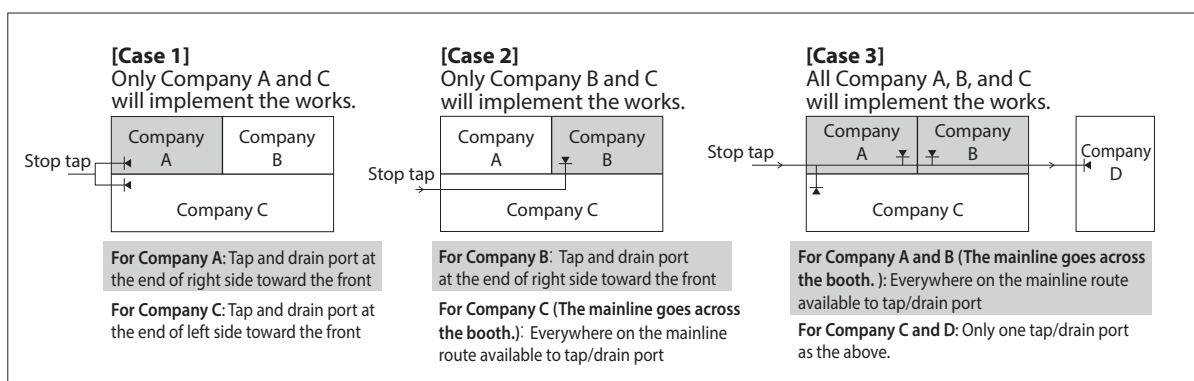 [Case 1]
Only Company A and C
will implement the works.
Stop tap
Company
A
Company
B
Company C
For Company A: Tap and drain port at
the end of right side toward the front
For Company C: Tap and drain port at
the end of left side toward the front
[Case 2]
Only Company B and C
will implement the works.
Stop tap
Company
A
Company
B
Company C
For Company B: Tap and drain port
at the end of right side toward the front
For Company C (The mainline goes across
the booth.): Everywhere on the mainline
route available to tap/drain port
[Case 3]
All Company A, B, and C
will implement the works.
Stop tap
Company
A
Company
B
Company C
Company
D
For Company A and B (The mainline goes across
the booth. ): Everywhere on the mainline route
available to tap/drain port
For Company C and D: Only one tap/drain port
as the above.